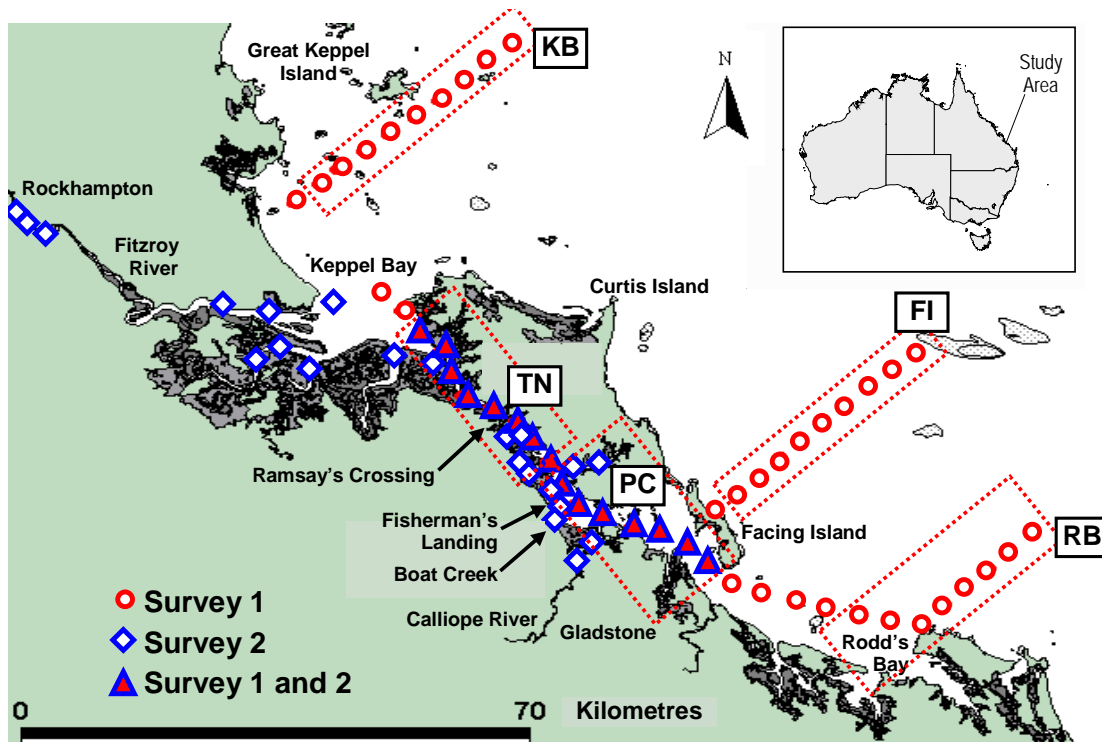 Great Keppel
Island
KB
N
Study
Area
Rockhampton
Fitzroy
River
Keppel Bay
Curtis Island
FI
TN
Ramsay's Crossing
PC
Fisherman's
Landing
Facing Island
RB
Boat Creek
Calliope River
Gladstone
Rodd's
Bay
Survey 1
Survey 2
Survey 1 and 2
0
70
Kilometres